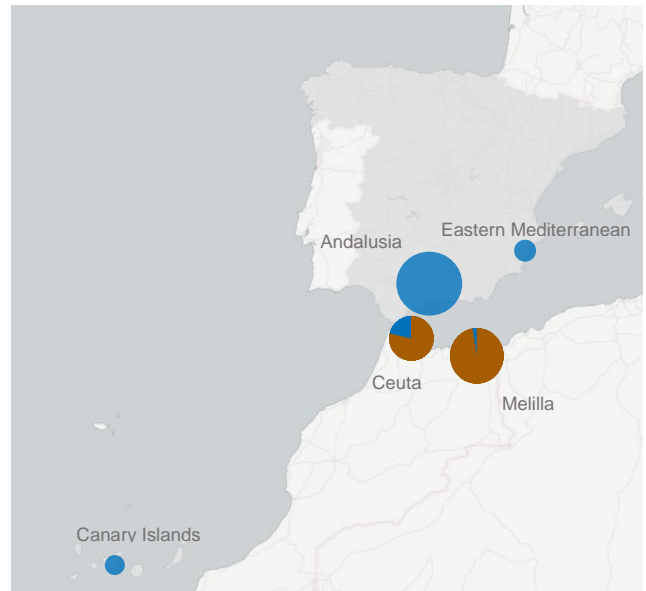 Eastern Mediterranean
Andalusia
Ceuta
Melilla
Canary Islands